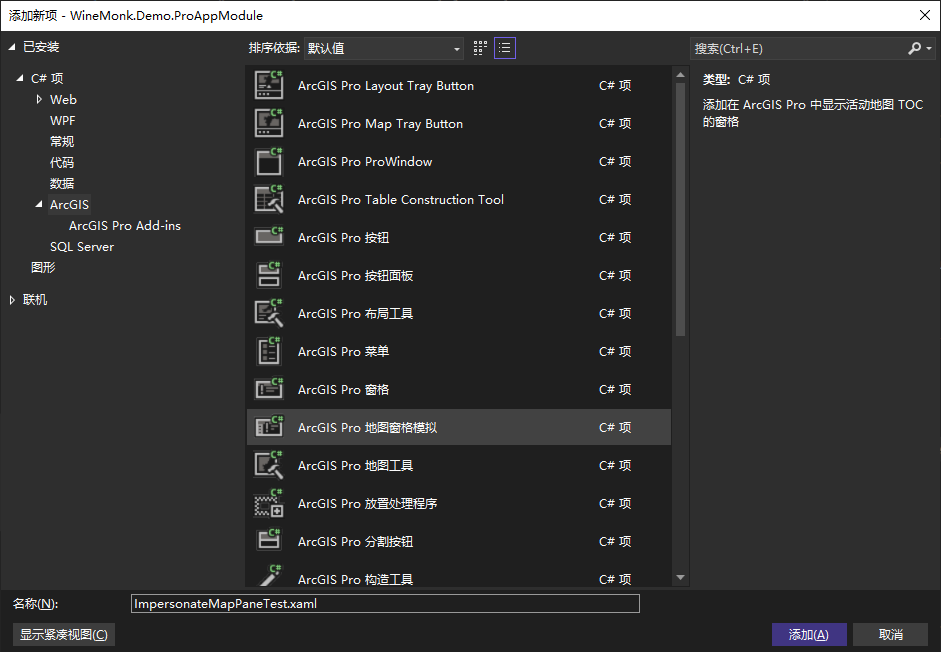 添加新项 - WineMonk.Demo.ProAppModule
已安装
C# 项
Web
WPF
常规
代码
数据
ArcGIS
ArcGIS Pro Add-ins
SQL Server
图形
联机
排序依据: 默认值
ArcGIS Pro Layout Tray Button C# 项
ArcGIS Pro Map Tray Button C# 项
ArcGIS Pro ProWindow C# 项
ArcGIS Pro Table Construction Tool C# 项
ArcGIS Pro 按钮 C# 项
ArcGIS Pro 按钮面板 C# 项
ArcGIS Pro 布局工具 C# 项
ArcGIS Pro 菜单 C# 项
ArcGIS Pro 窗格 C# 项
ArcGIS Pro 地图窗格模拟 C# 项
ArcGIS Pro 地图工具 C# 项
ArcGIS Pro 放置处理程序 C# 项
ArcGIS Pro 分割按钮 C# 项
ArcGIS Pro 构造工具 C# 项
搜索(Ctrl+E)
类型: C# 项
添加在 ArcGIS Pro 中显示活动地图 TOC
的窗格
名称(N): ImpersonateMapPaneTest.xaml
显示紧凑视图(C) 添加(A) 取消